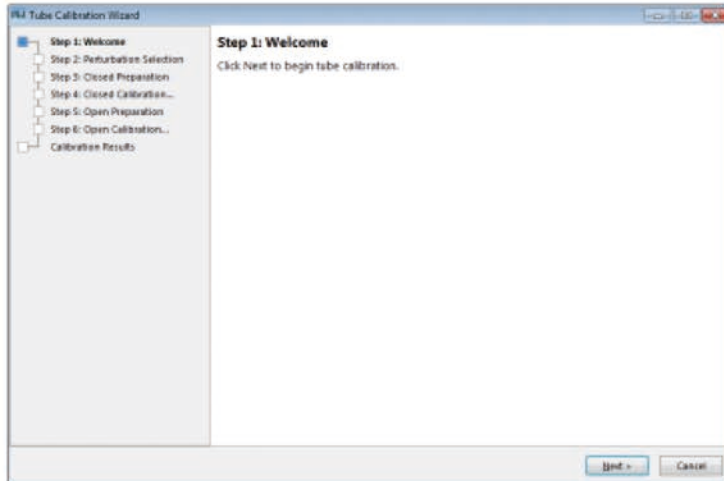 Tube Calibration Wizard
Step 1: Welcome
Step 2: Perturbation Selection
Step 3: Closed Preparation
Step 4: Closed Calibration...
Step 5: Open Preparation
Step 6: Open Calibration...
Calibration Results
Step 1: Welcome
Click Next to begin tube calibration.
Next >
Cancel